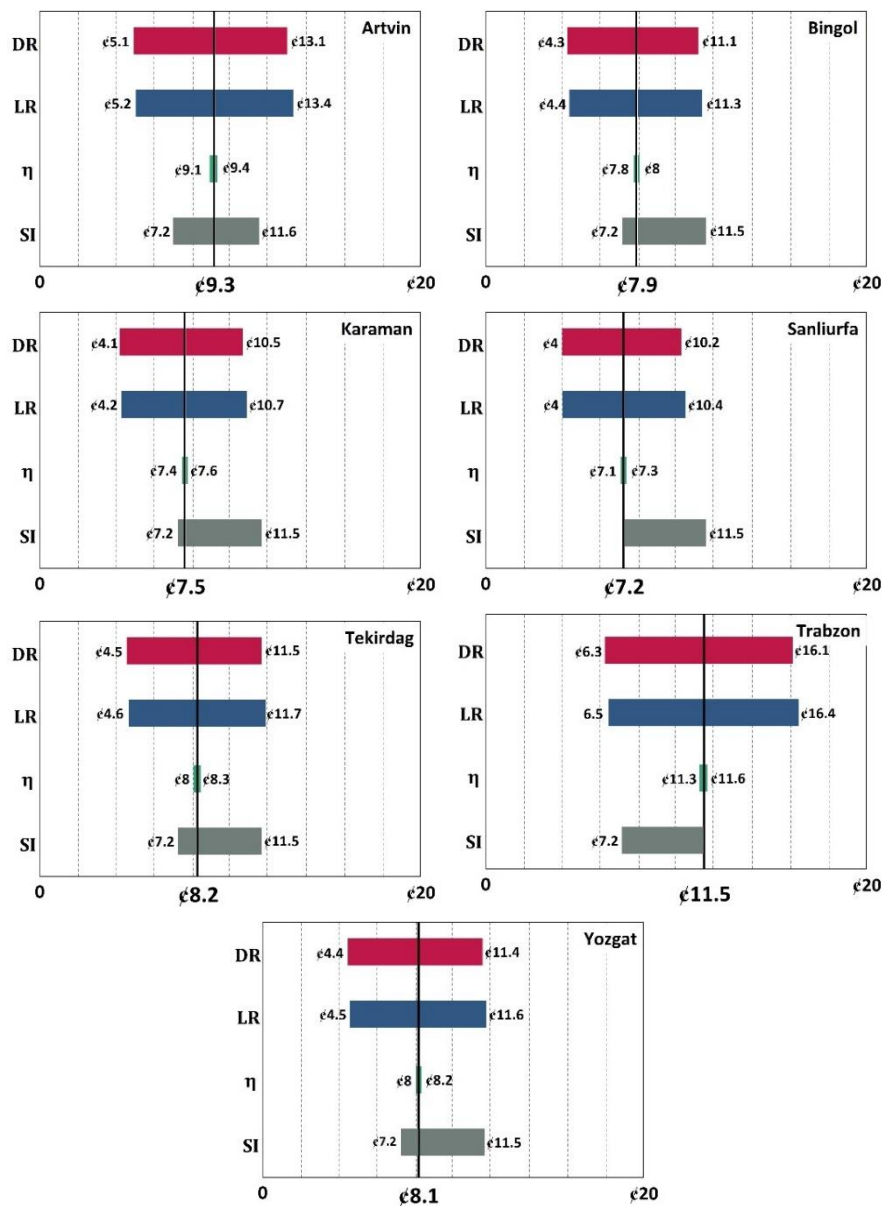 Artvin
DR ¢5.1 ¢13.1
LR ¢5.2 ¢13.4
η ¢9.1 ¢9.4
SI ¢7.2 ¢11.6
0 ¢9.3 ¢20
Bingol
DR ¢4.3 ¢11.1
LR ¢4.4 ¢11.3
η ¢7.8 ¢8
SI ¢7.2 ¢11.5
0 ¢7.9 ¢20
Karaman
DR ¢4.1 ¢10.5
LR ¢4.2 ¢10.7
η ¢7.4 ¢7.6
SI ¢7.2 ¢11.5
0 ¢7.5 ¢20
Sanliurfa
DR ¢4 ¢10.2
LR ¢4 ¢10.4
η ¢7.1 ¢7.3
SI ¢11.5
0 ¢7.2 ¢20
Tekirdag
DR ¢4.5 ¢11.5
LR ¢4.6 ¢11.7
η ¢8 ¢8.3
SI ¢7.2 ¢11.5
0 ¢8.2 ¢20
Trabzon
DR ¢6.3 ¢16.1
LR 6.5 ¢16.4
η ¢11.3 ¢11.6
SI ¢7.2
0 ¢11.5 ¢20
Yozgat
DR ¢4.4 ¢11.4
LR ¢4.5 ¢11.6
η ¢8 ¢8.2
SI ¢7.2 ¢11.5
0 ¢8.1 ¢20